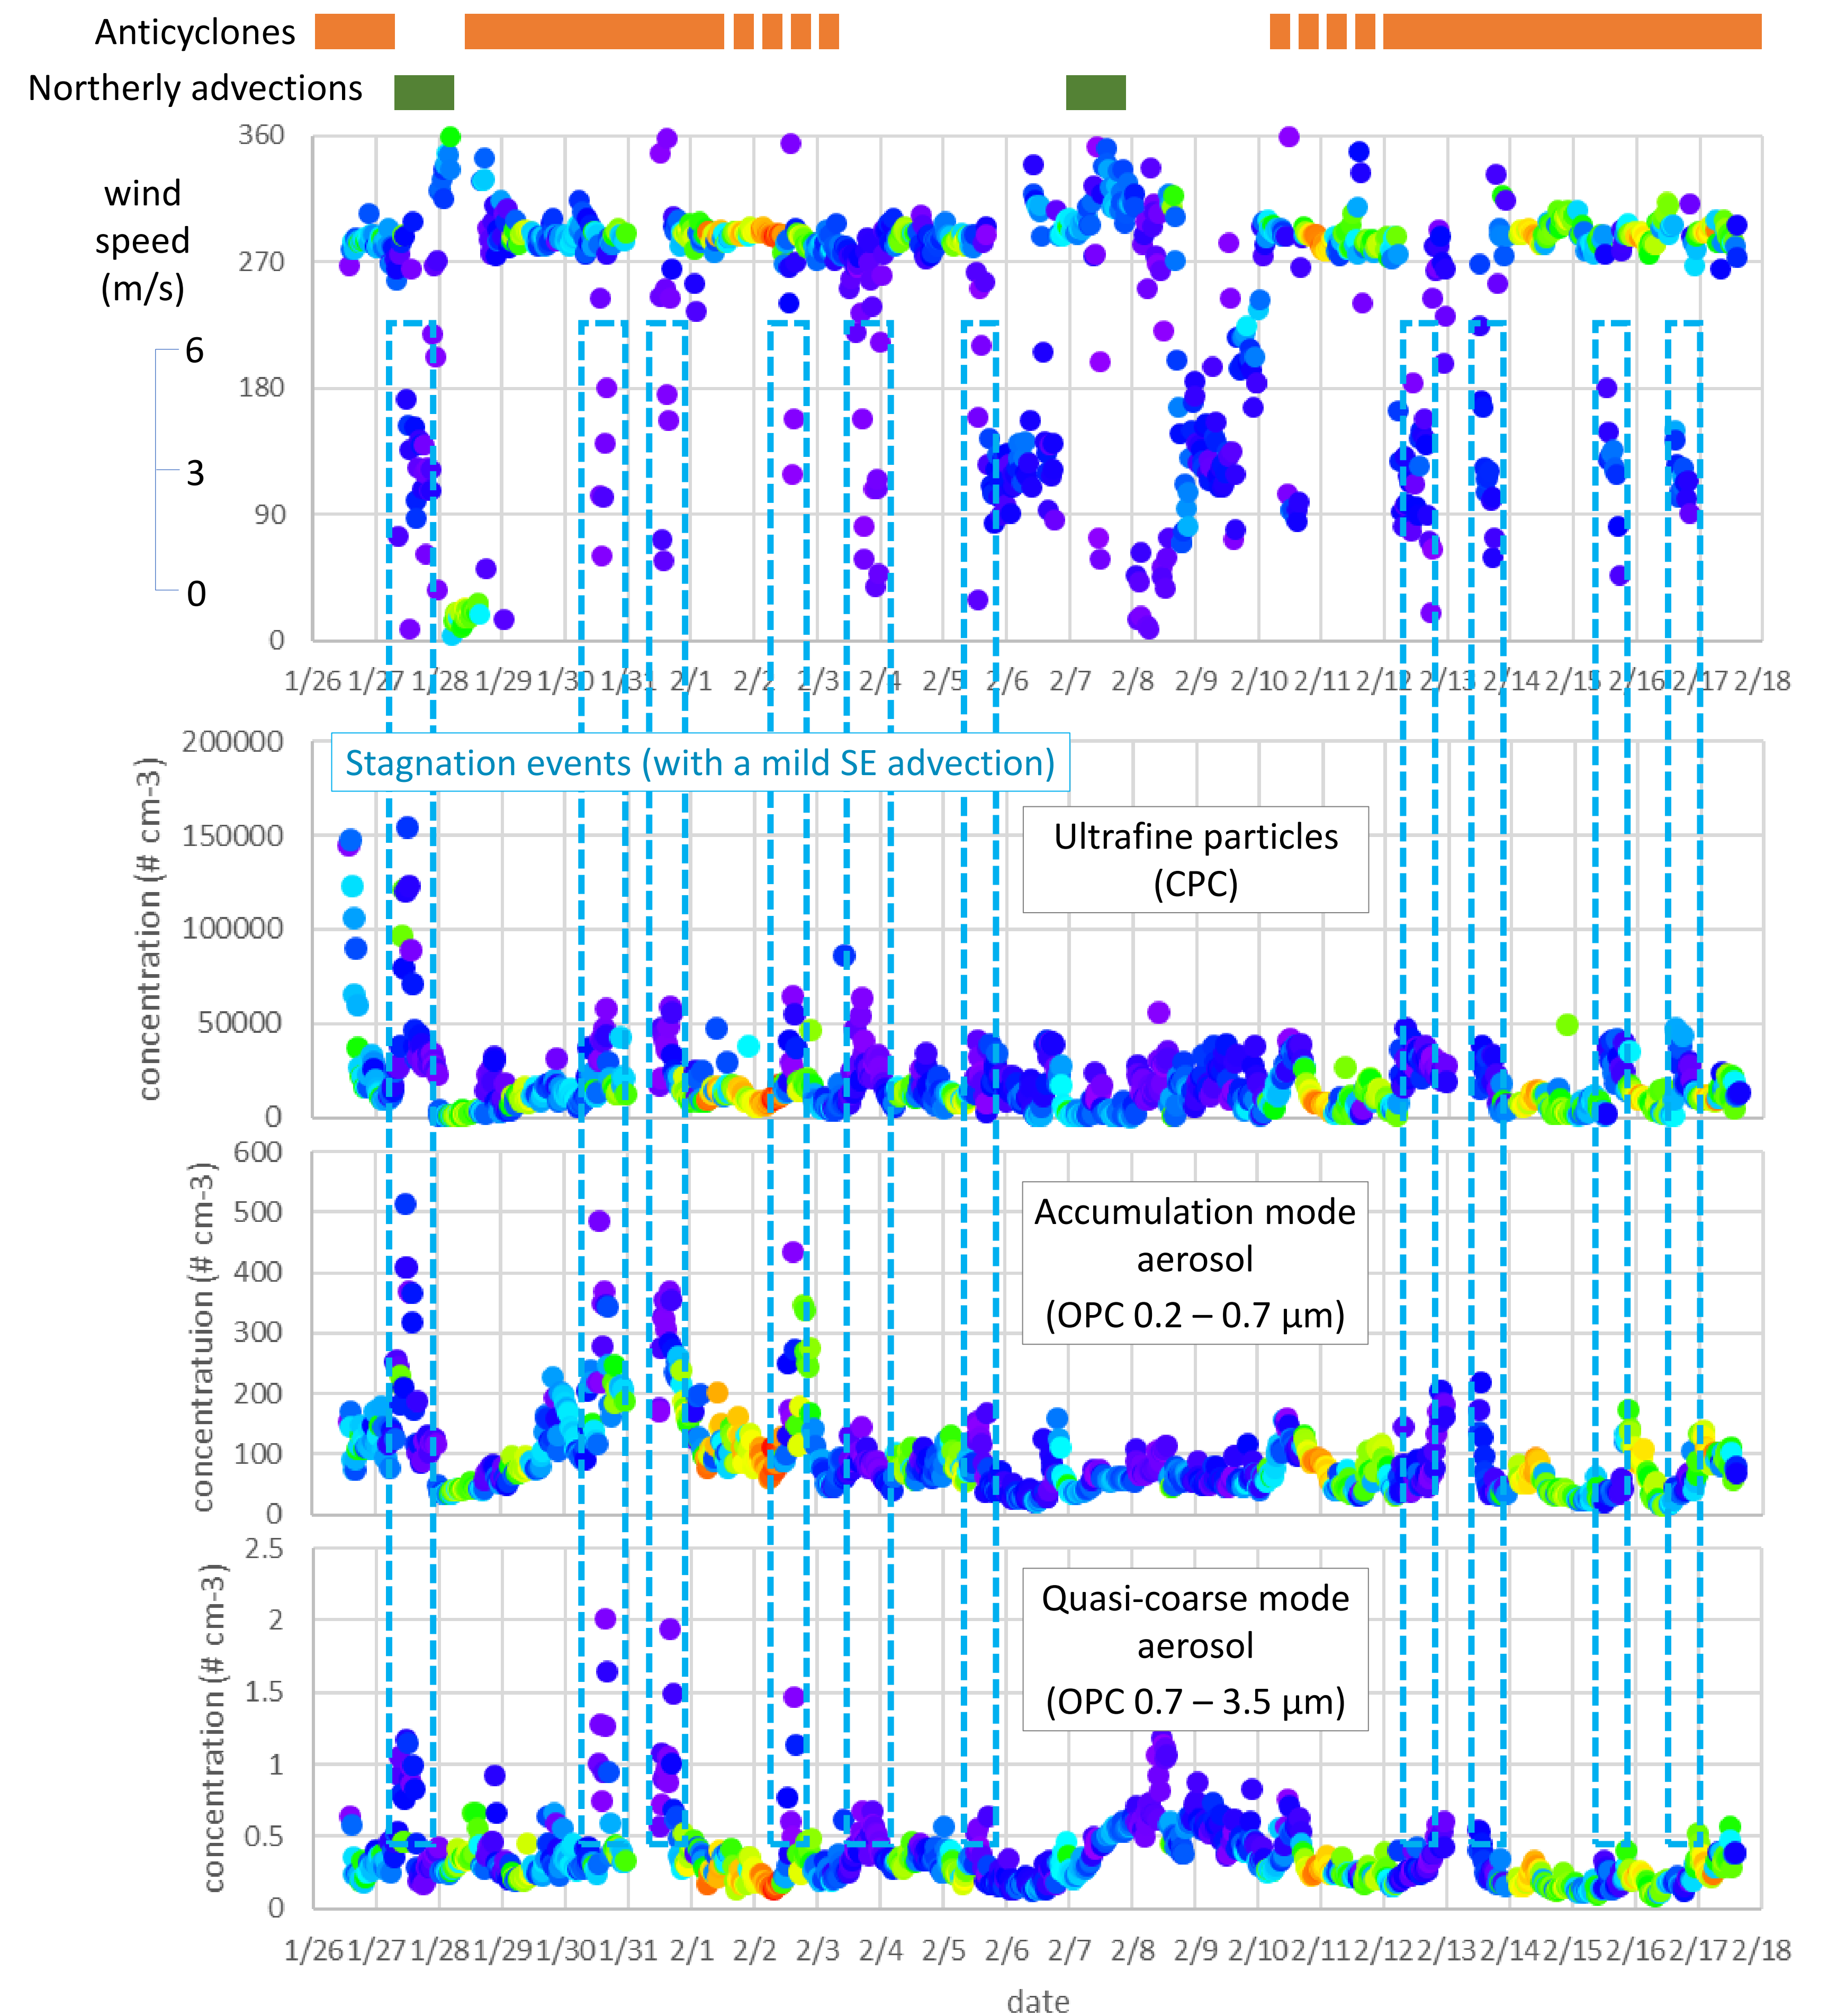 Anticyclones
Northerly advections
wind
speed
(m/s)
6
3
0
360
270
180
90
0
1/26 1/27 1/28 1/29 1/30 1/31 2/1 2/2 2/3 2/4 2/5 2/6 2/7 2/8 2/9 2/10 2/11 2/12 2/13 2/14 2/15 2/16 2/17 2/18
Stagnation events (with a mild SE advection)
concentration (# cm-3)
200000
150000
100000
50000
0
Ultrafine particles
(CPC)
concentratuion (# cm-3)
600
500
400
300
200
100
0
Accumulation mode
aerosol
(OPC 0.2 – 0.7 µm)
concentration (# cm-3)
2.5
2
1.5
1
0.5
0
Quasi-coarse mode
aerosol
(OPC 0.7 – 3.5 µm)
1/26 1/27 1/28 1/29 1/30 1/31 2/1 2/2 2/3 2/4 2/5 2/6 2/7 2/8 2/9 2/10 2/11 2/12 2/13 2/14 2/15 2/16 2/17 2/18
date